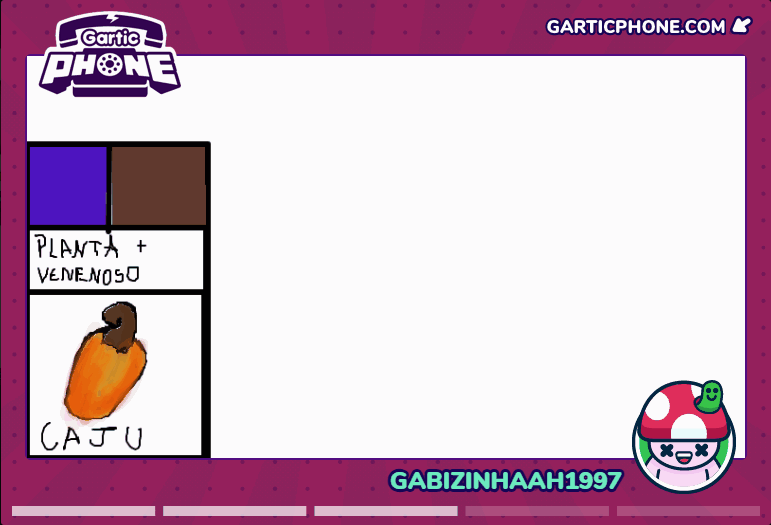 Gartic
PHONE
GARTICPHONE.COM
PLANTA +
VENENOSO
CAJU
GABIZINHAAH1997